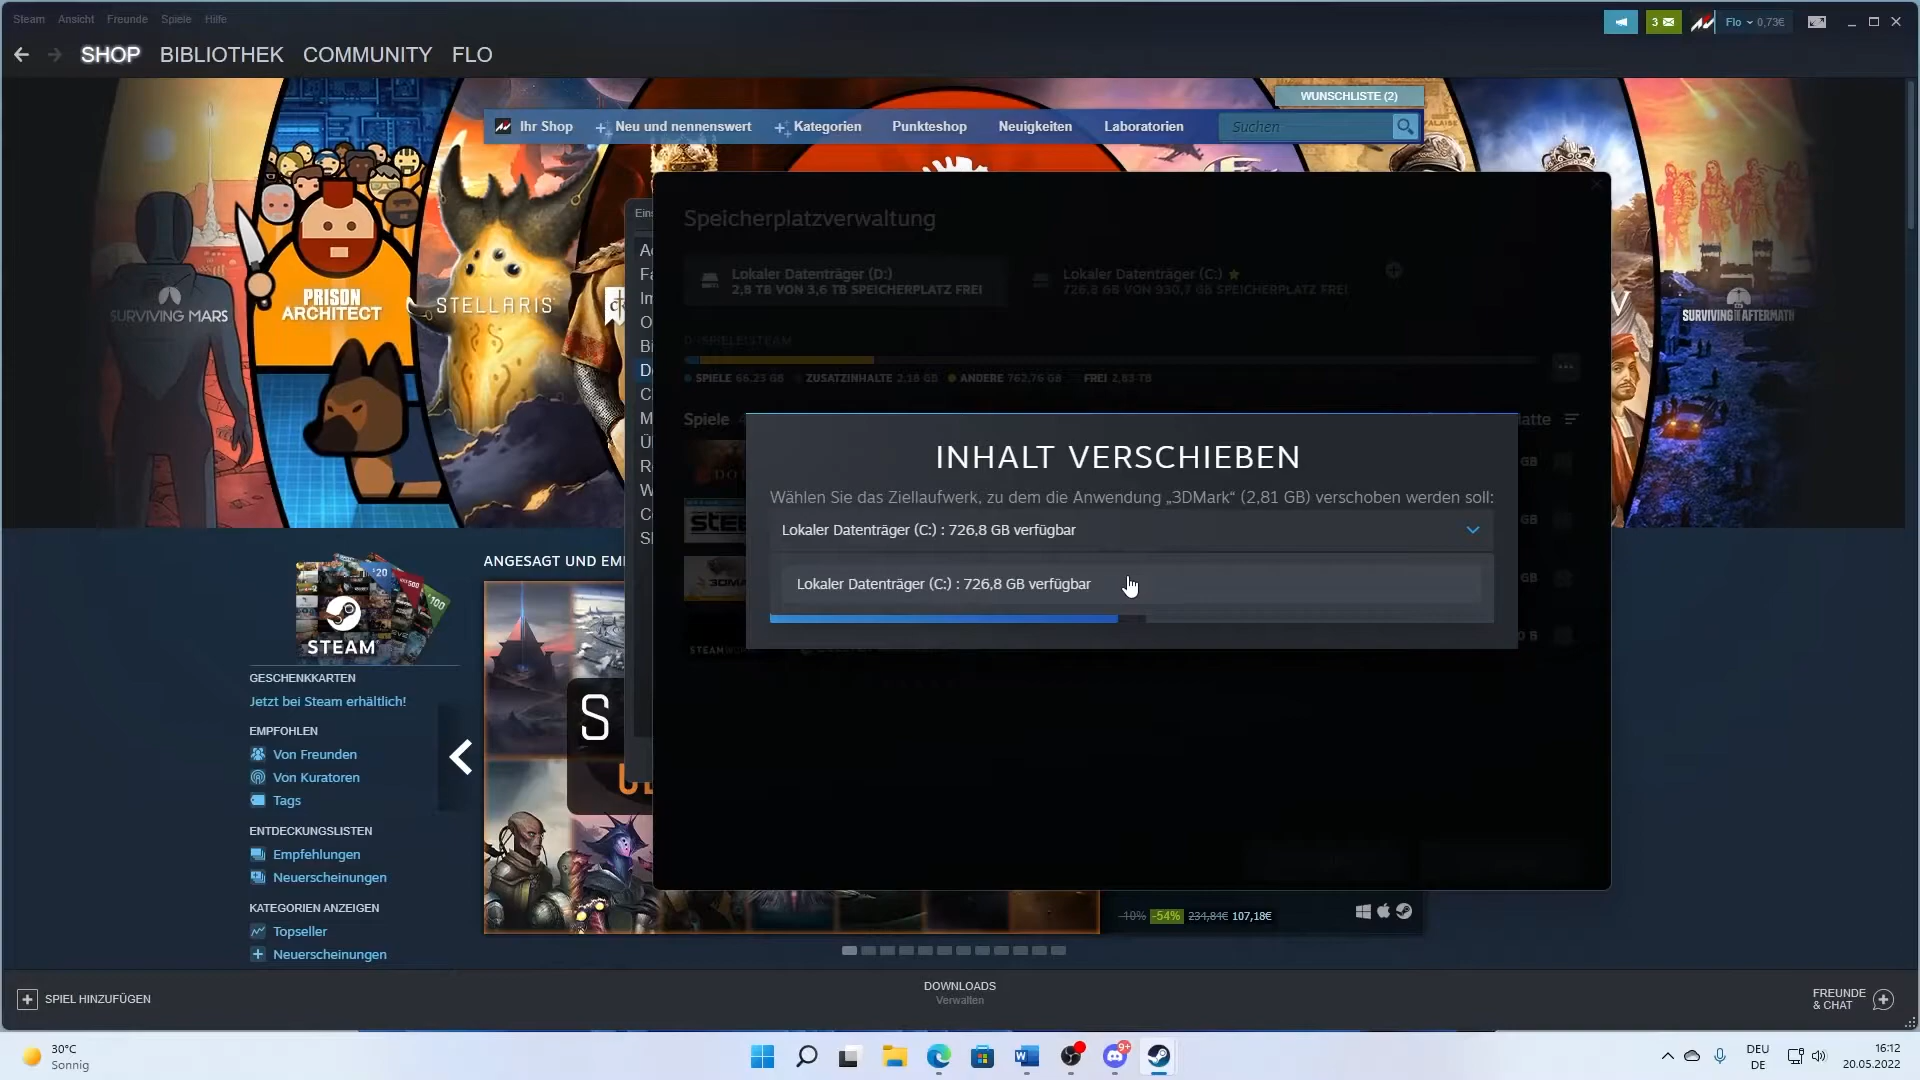 Steam Ansicht Freunde Spiele Hilfe
3
Flo 0,73€
SHOP BIBLIOTHEK COMMUNITY FLO
WUNSCHLISTE (2)
Ihr Shop Neu und nennenswert Kategorien Punkteshop Neuigkeiten Laboratorien Suchen
SURVIVING MARS
PRISON
ARCHITECT
STELLARIS
SURVIVING THE AFTERMATH
Speicherplatzverwaltung
Lokaler Datenträger (D:)
2,8 TB VON 3,6 TB SPEICHERPLATZ FREI
Lokaler Datenträger (C:) ★
726,8 GB VON 930,7 GB SPEICHERPLATZ FREI
D:\SPIELE\STEAM
SPIELE 66,23 GB ZUSATZINHALTE 2,18 GB ANDERE 762,76 GB FREI 2,83 TB
Spiele
INHALT VERSCHIEBEN
Wählen Sie das Ziellaufwerk, zu dem die Anwendung „3DMark“ (2,81 GB) verschoben werden soll:
Lokaler Datenträger (C:) : 726,8 GB verfügbar
Lokaler Datenträger (C:) : 726,8 GB verfügbar
STEAM
GESCHENKKARTEN
Jetzt bei Steam erhältlich!
EMPFOHLEN
Von Freunden
Von Kuratoren
Tags
ENTDECKUNGSLISTEN
Empfehlungen
Neuerscheinungen
KATEGORIEN ANZEIGEN
Topseller
Neuerscheinungen
ANGESAGT UND EM
-10% -54% 234,84€ 107,18€
SPIEL HINZUFÜGEN
DOWNLOADS
Verwalten
FREUNDE
& CHAT
30°C
Sonnig
9+
DEU
DE
16:12
20.05.2022